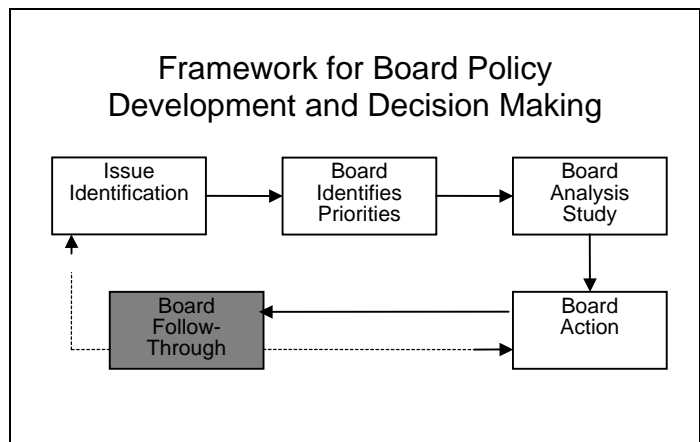 Framework for Board Policy
Development and Decision Making
Issue
Identification
Board
Identifies
Priorities
Board
Analysis
Study
Board
Follow-
Through
Board
Action